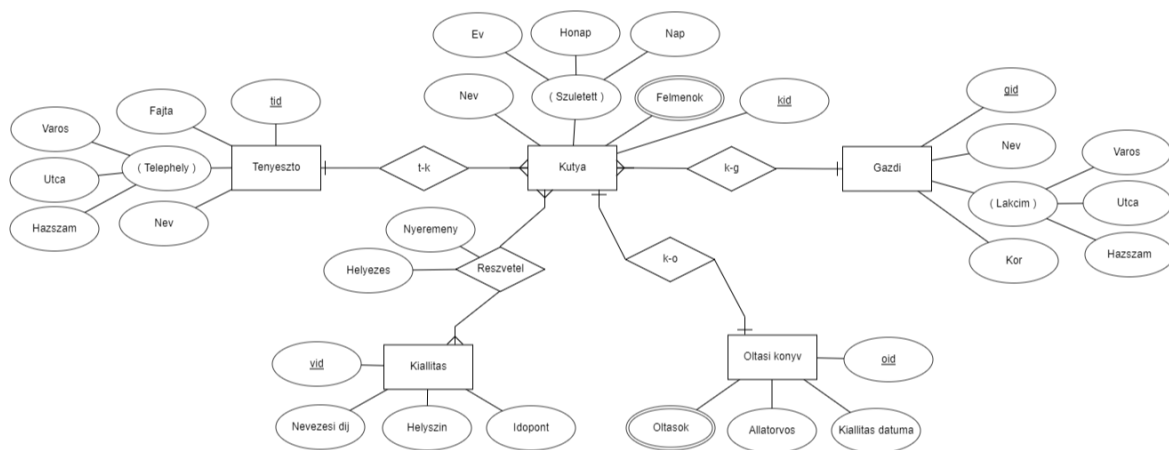 Ev
Honap
Nap
Nev
( Szuletett )
Felmenok
kid
tid
Fajta
Varos
( Telephely )
Utca
Hazszam
Nev
Tenyeszto
t-k
Kutya
k-g
Gazdi
gid
Nev
( Lakcim )
Kor
Varos
Utca
Hazszam
Nyeremeny
Helyezes
Reszvetel
k-o
vid
Kiallitas
Nevezesi dij
Helyszin
Idopont
Oltasi konyv
oid
Oltasok
Allatorvos
Kiallitas datuma